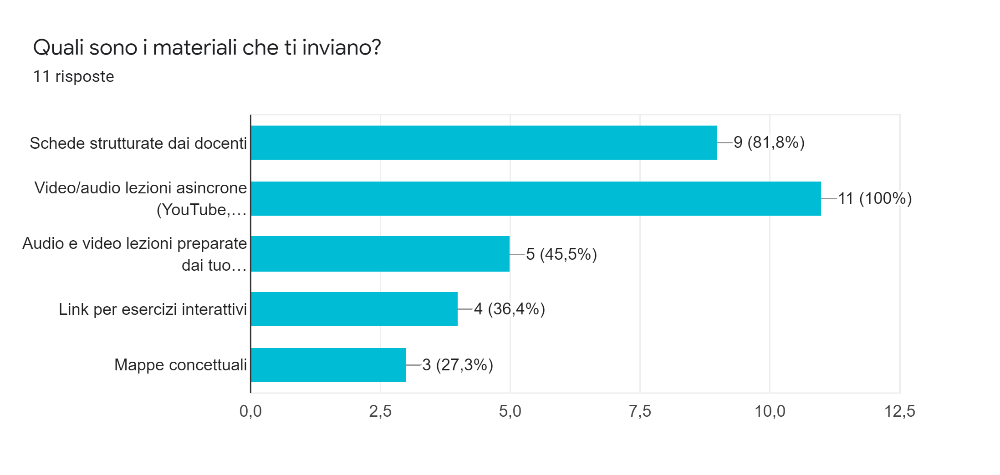 Quali sono i materiali che ti inviano?
11 risposte
Schede strutturate dai docenti
9 (81,8%)
Video/audio lezioni asincrone
(YouTube,…
11 (100%)
Audio e video lezioni preparate
dai tuo…
5 (45,5%)
Link per esercizi interattivi
4 (36,4%)
Mappe concettuali
3 (27,3%)
0,0 2,5 5,0 7,5 10,0 12,5